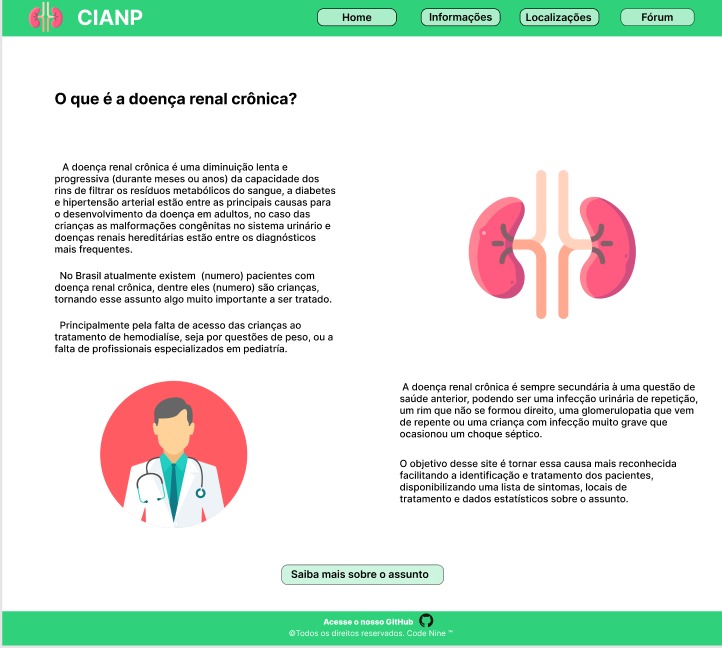 CIANP
Home
Informações
Localizações
Fórum
O que é a doença renal crônica?
A doença renal crônica é uma diminuição lenta e
progressiva (durante meses ou anos) da capacidade dos
rins de filtrar os resíduos metabólicos do sangue, a diabetes
e hipertensão arterial estão entre as principais causas para
o desenvolvimento da doença em adultos, no caso das
crianças as malformações congênitas no sistema urinário e
doenças renais hereditárias estão entre os diagnósticos
mais frequentes.
No Brasil atualmente existem (numero) pacientes com
doença renal crônica, dentre eles (numero) são crianças,
tornando esse assunto algo muito importante a ser tratado.
Principalmente pela falta de acesso das crianças ao
tratamento de hemodialíse, seja por questões de peso, ou a
falta de profissionais especializados em pediatría.
A doença renal crônica é sempre secundária à uma questão de
saúde anterior, podendo ser uma infecção urinária de repetição,
um rim que não se formou direito, uma glomerulopatia que vem
de repente ou uma criança com infecção muito grave que
ocasionou um choque séptico.
O objetivo desse site é tornar essa causa mais reconhecida
facilitando a identificação e tratamento dos pacientes,
disponibilizando uma lista de sintomas, locais de
tratamento e dados estatísticos sobre o assunto.
Saiba mais sobre o assunto
Acesse o nosso GitHub
©Todos os direitos reservados. Code Nine ™